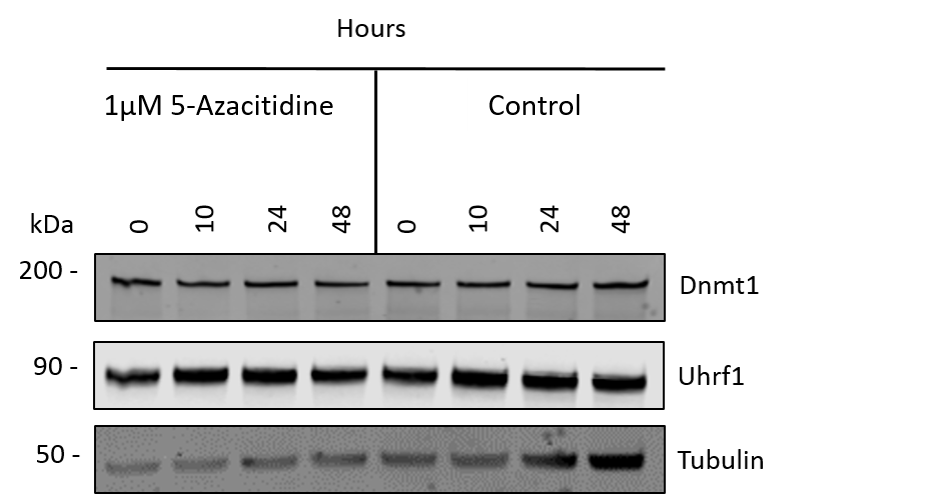 Hours
1µM 5-Azacitidine Control
kDa 0 10 24 48 0 10 24 48
200 - Dnmt1
90 - Uhrf1
50 - Tubulin